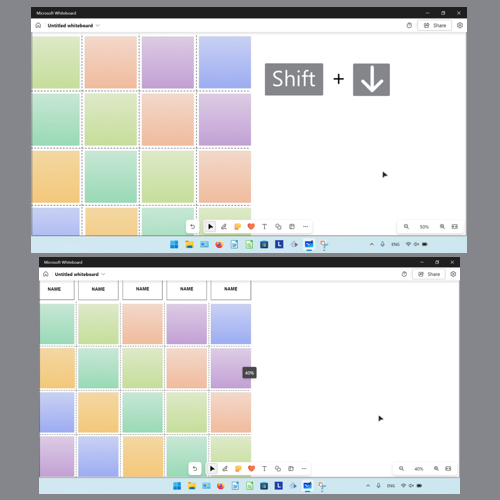 Microsoft Whiteboard
Untitled whiteboard
Share
Shift + ↓
50%
ENG
Microsoft Whiteboard
Untitled whiteboard
Share
NAME NAME NAME NAME NAME
40%
40%
ENG